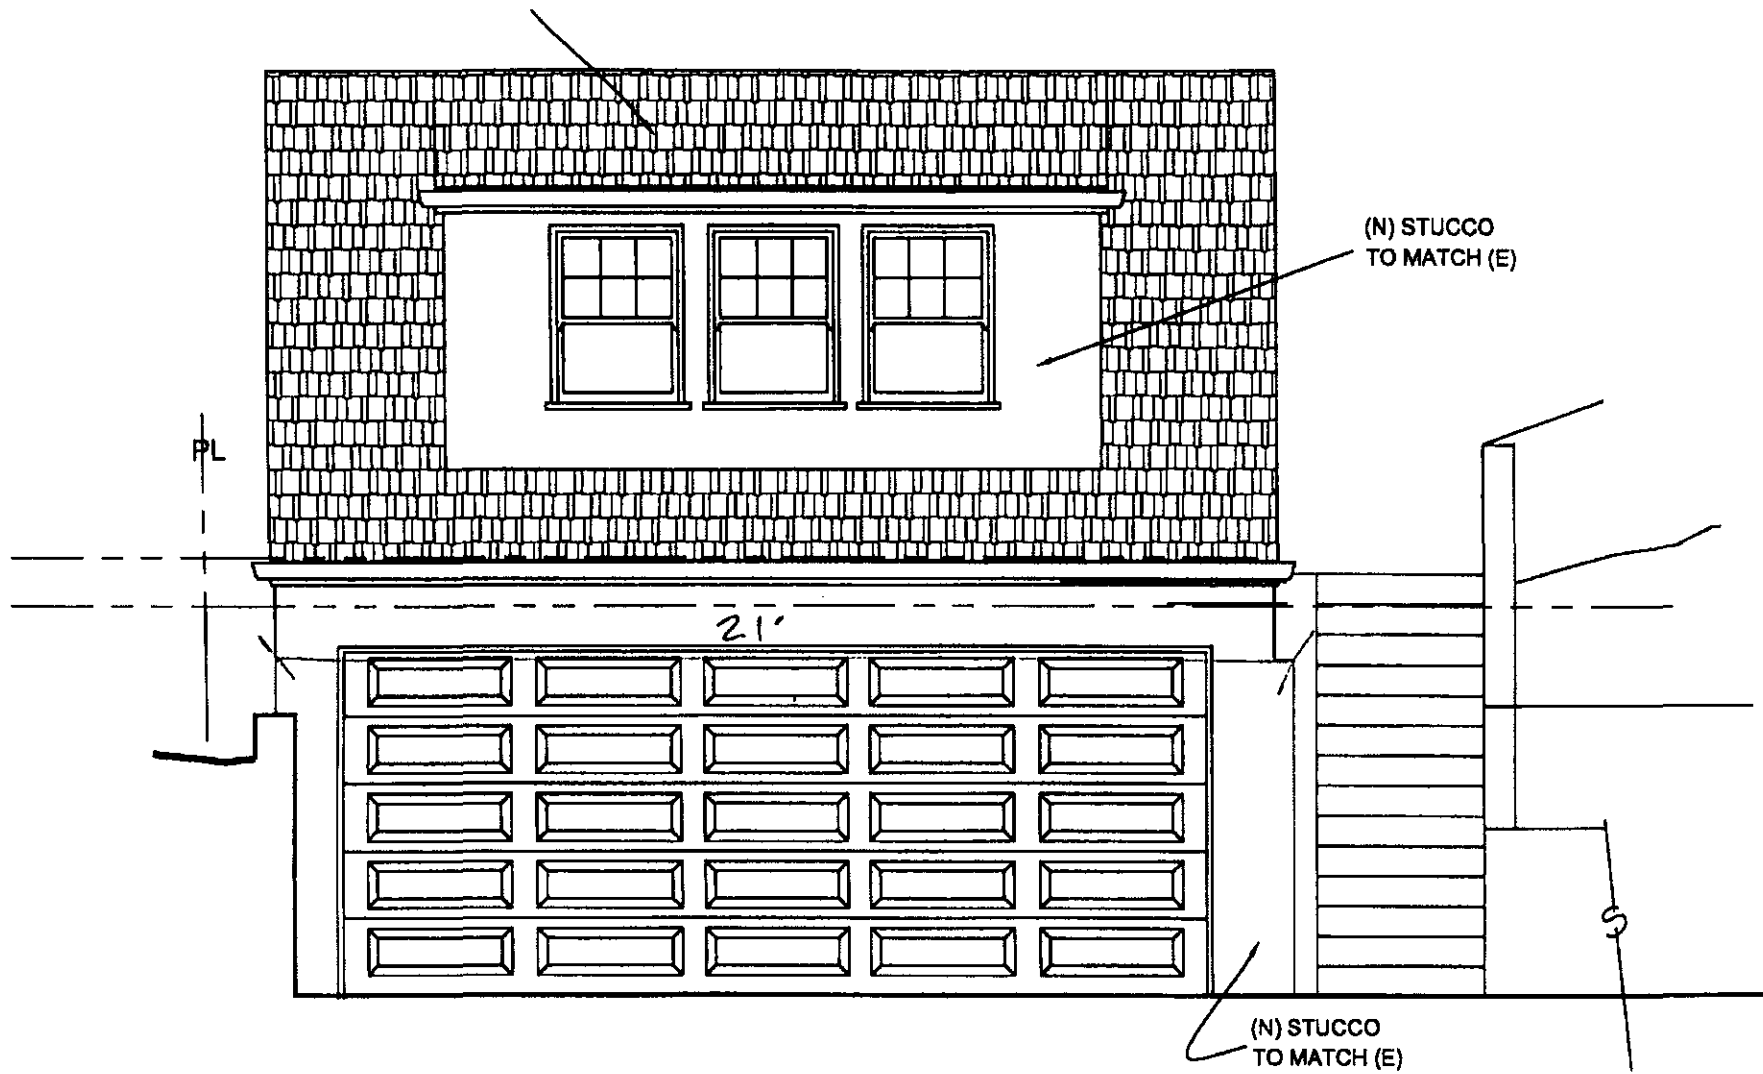 (N) STUCCO
TO MATCH (E)
PL
21'
(N) STUCCO
TO MATCH (E)